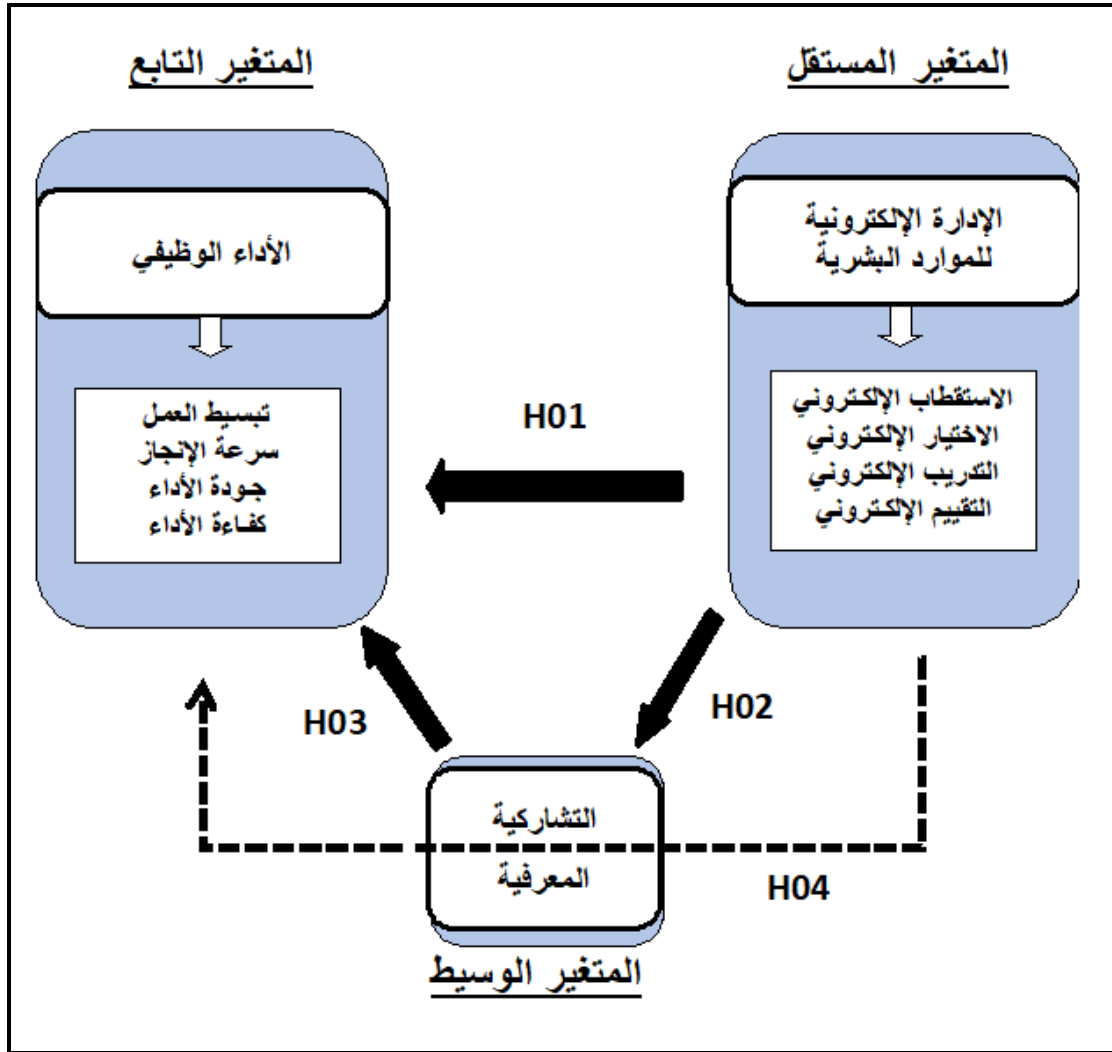 المتغير المستقل
الإدارة الإلكترونية
للموارد البشرية
الاستقطاب الإلكتروني
الاختيار الإلكتروني
التدريب الإلكتروني
التقييم الإلكتروني
H01
المتغير التابع
الأداء الوظيفي
تبسيط العمل
سرعة الإنجاز
جودة الأداء
كفاءة الأداء
H02
H03
التشاركية
المعرفية
H04
المتغير الوسيط